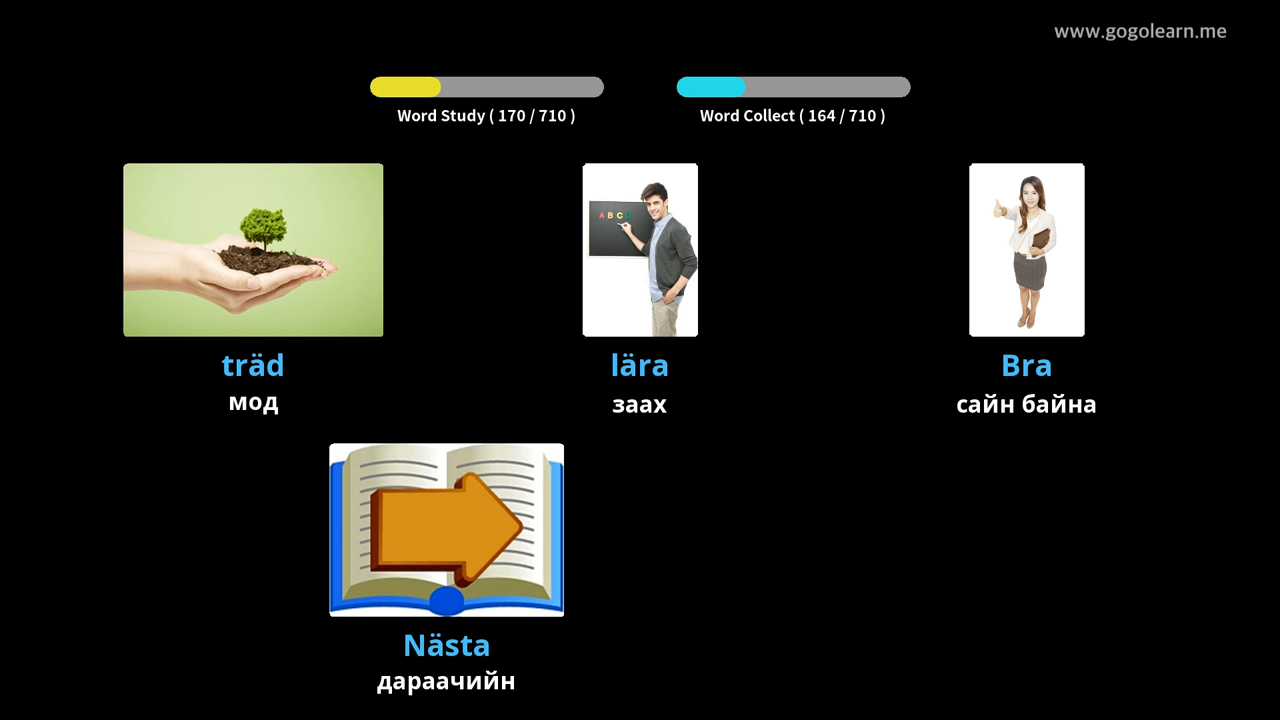 www.gogolearn.me
Word Study ( 170 / 710 )
Word Collect ( 164 / 710 )
träd
мод
A B C
lära
заах
Bra
сайн байна
Nästa
дараачийн